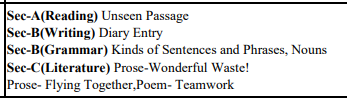 Sec-A(Reading) Unseen Passage
Sec-B(Writing) Diary Entry
Sec-B(Grammar) Kinds of Sentences and Phrases, Nouns
Sec-C(Literature) Prose-Wonderful Waste!
Prose- Flying Together,Poem- Teamwork